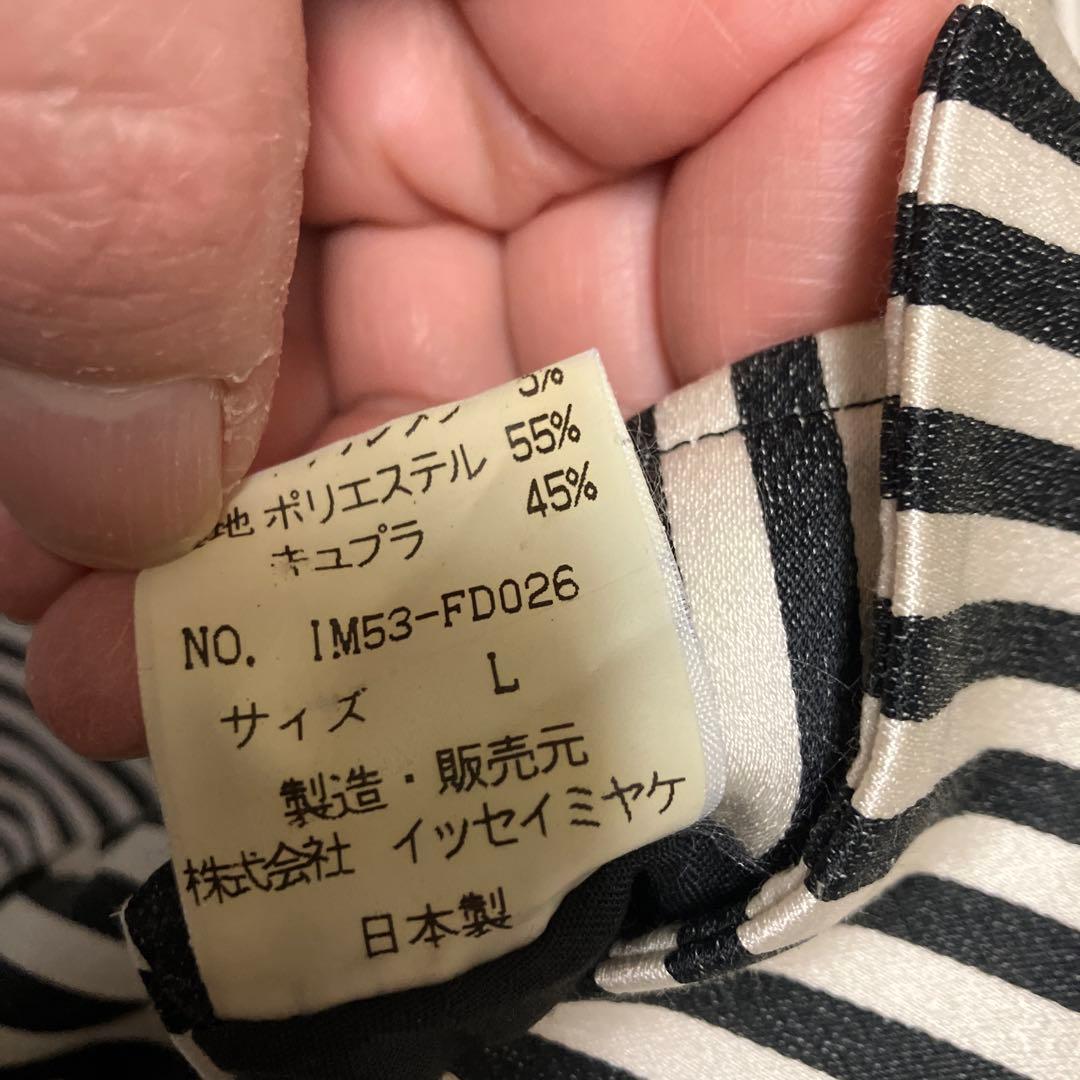 ポリエステル 55%
キュプラ 45%
NO. IM53-FD026
サイズ L
製造・販売元
株式会社 イッセイミヤケ
日本製